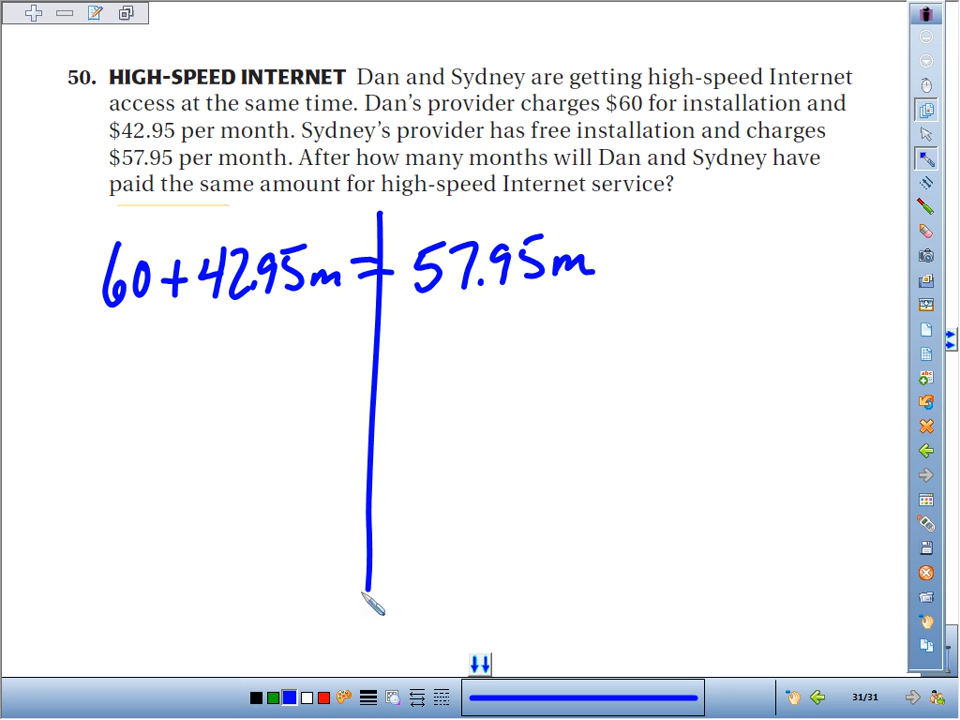 50. HIGH-SPEED INTERNET Dan and Sydney are getting high-speed Internet
access at the same time. Dan's provider charges $60 for installation and
$42.95 per month. Sydney's provider has free installation and charges
$57.95 per month. After how many months will Dan and Sydney have
paid the same amount for high-speed Internet service?
60+42.95m = 57.95m
31/31